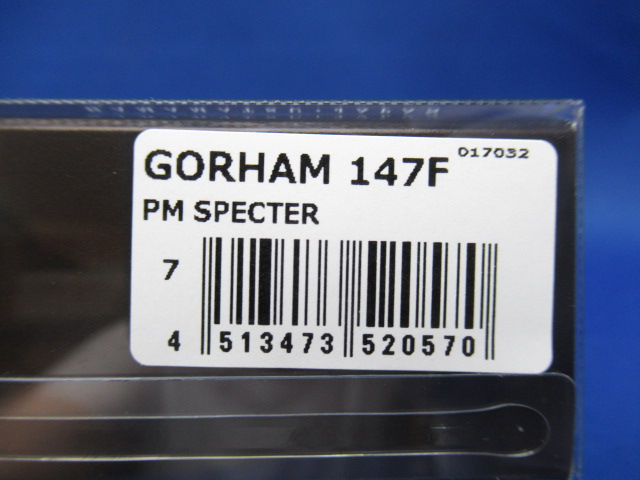 GORHAM 147F 017032
PM SPECTER
7
4 513473 520570